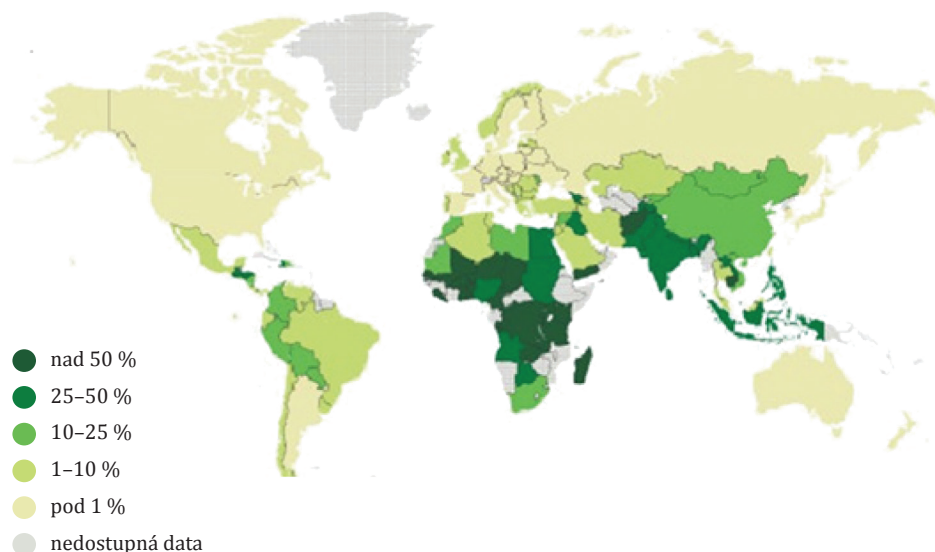 nad 50 %
25–50 %
10–25 %
1–10 %
pod 1 %
nedostupná data